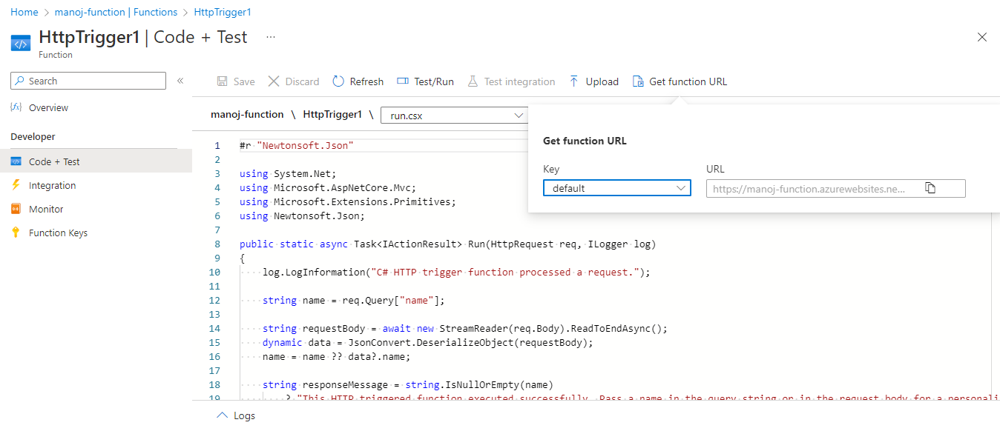 Home > manoj-function | Functions > HttpTrigger1
HttpTrigger1 | Code + Test ...
Function
Search «
Overview
Developer
Code + Test
Integration
Monitor
Function Keys
Save Discard Refresh Test/Run Test integration Upload Get function URL
manoj-function \ HttpTrigger1 \ run.csx
Get function URL
Key
default
URL
https://manoj-function.azurewebsites.ne...
1 #r "Newtonsoft.Json"
2
3 using System.Net;
4 using Microsoft.AspNetCore.Mvc;
5 using Microsoft.Extensions.Primitives;
6 using Newtonsoft.Json;
7
8 public static async Task<IActionResult> Run(HttpRequest req, ILogger log)
9 {
10 log.LogInformation("C# HTTP trigger function processed a request.");
11
12 string name = req.Query["name"];
13
14 string requestBody = await new StreamReader(req.Body).ReadToEndAsync();
15 dynamic data = JsonConvert.DeserializeObject(requestBody);
16 name = name ?? data?.name;
17
18 string responseMessage = string.IsNullOrEmpty(name)
19 ? "This HTTP triggered function executed successfully. Pass a name in the query string or in the request body for a personali
Logs